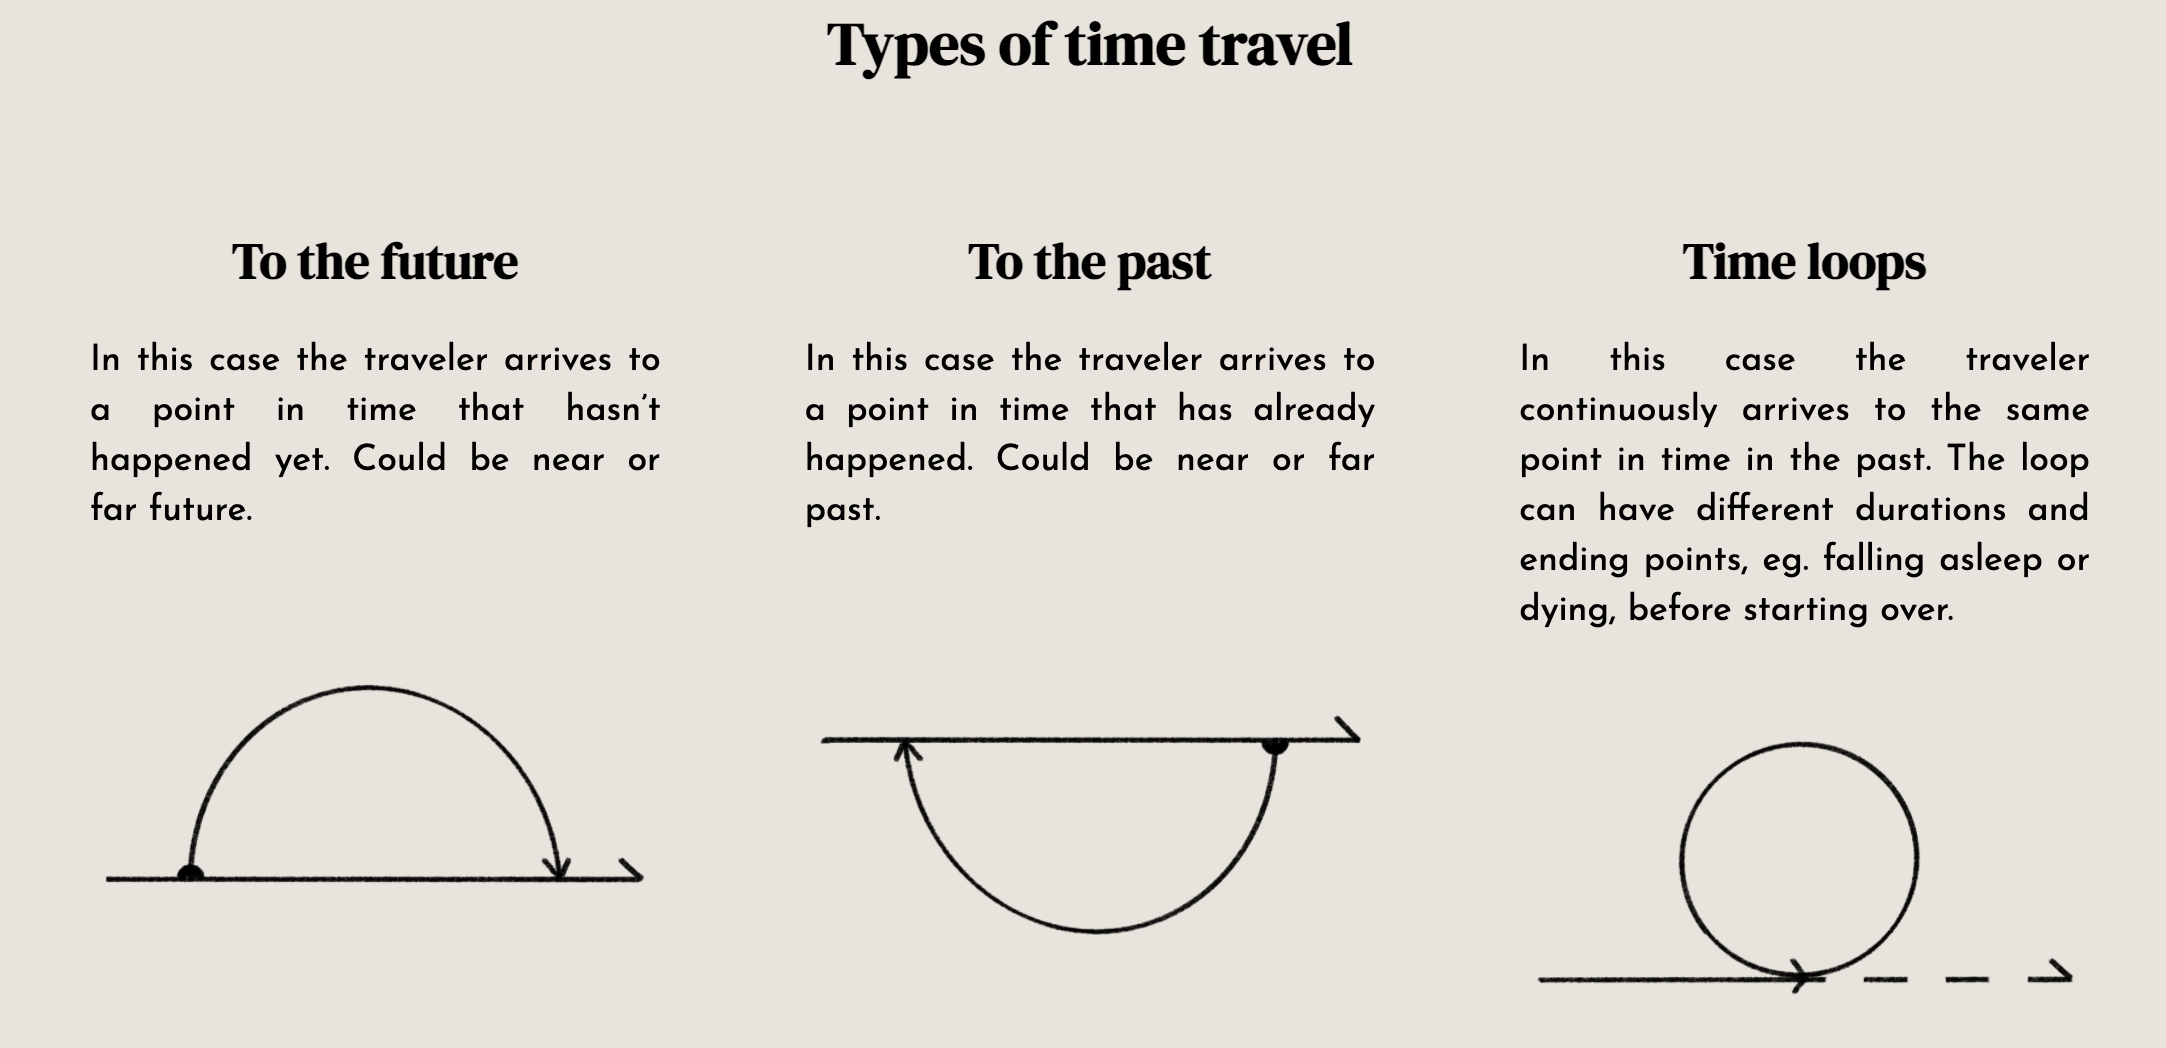 Types of time travel
To the future
In this case the traveler arrives to
a point in time that hasn’t
happened yet. Could be near or
far future.
To the past
In this case the traveler arrives to
a point in time that has already
happened. Could be near or far
past.
Time loops
In this case the traveler
continuously arrives to the same
point in time in the past. The loop
can have different durations and
ending points, eg. falling asleep or
dying, before starting over.